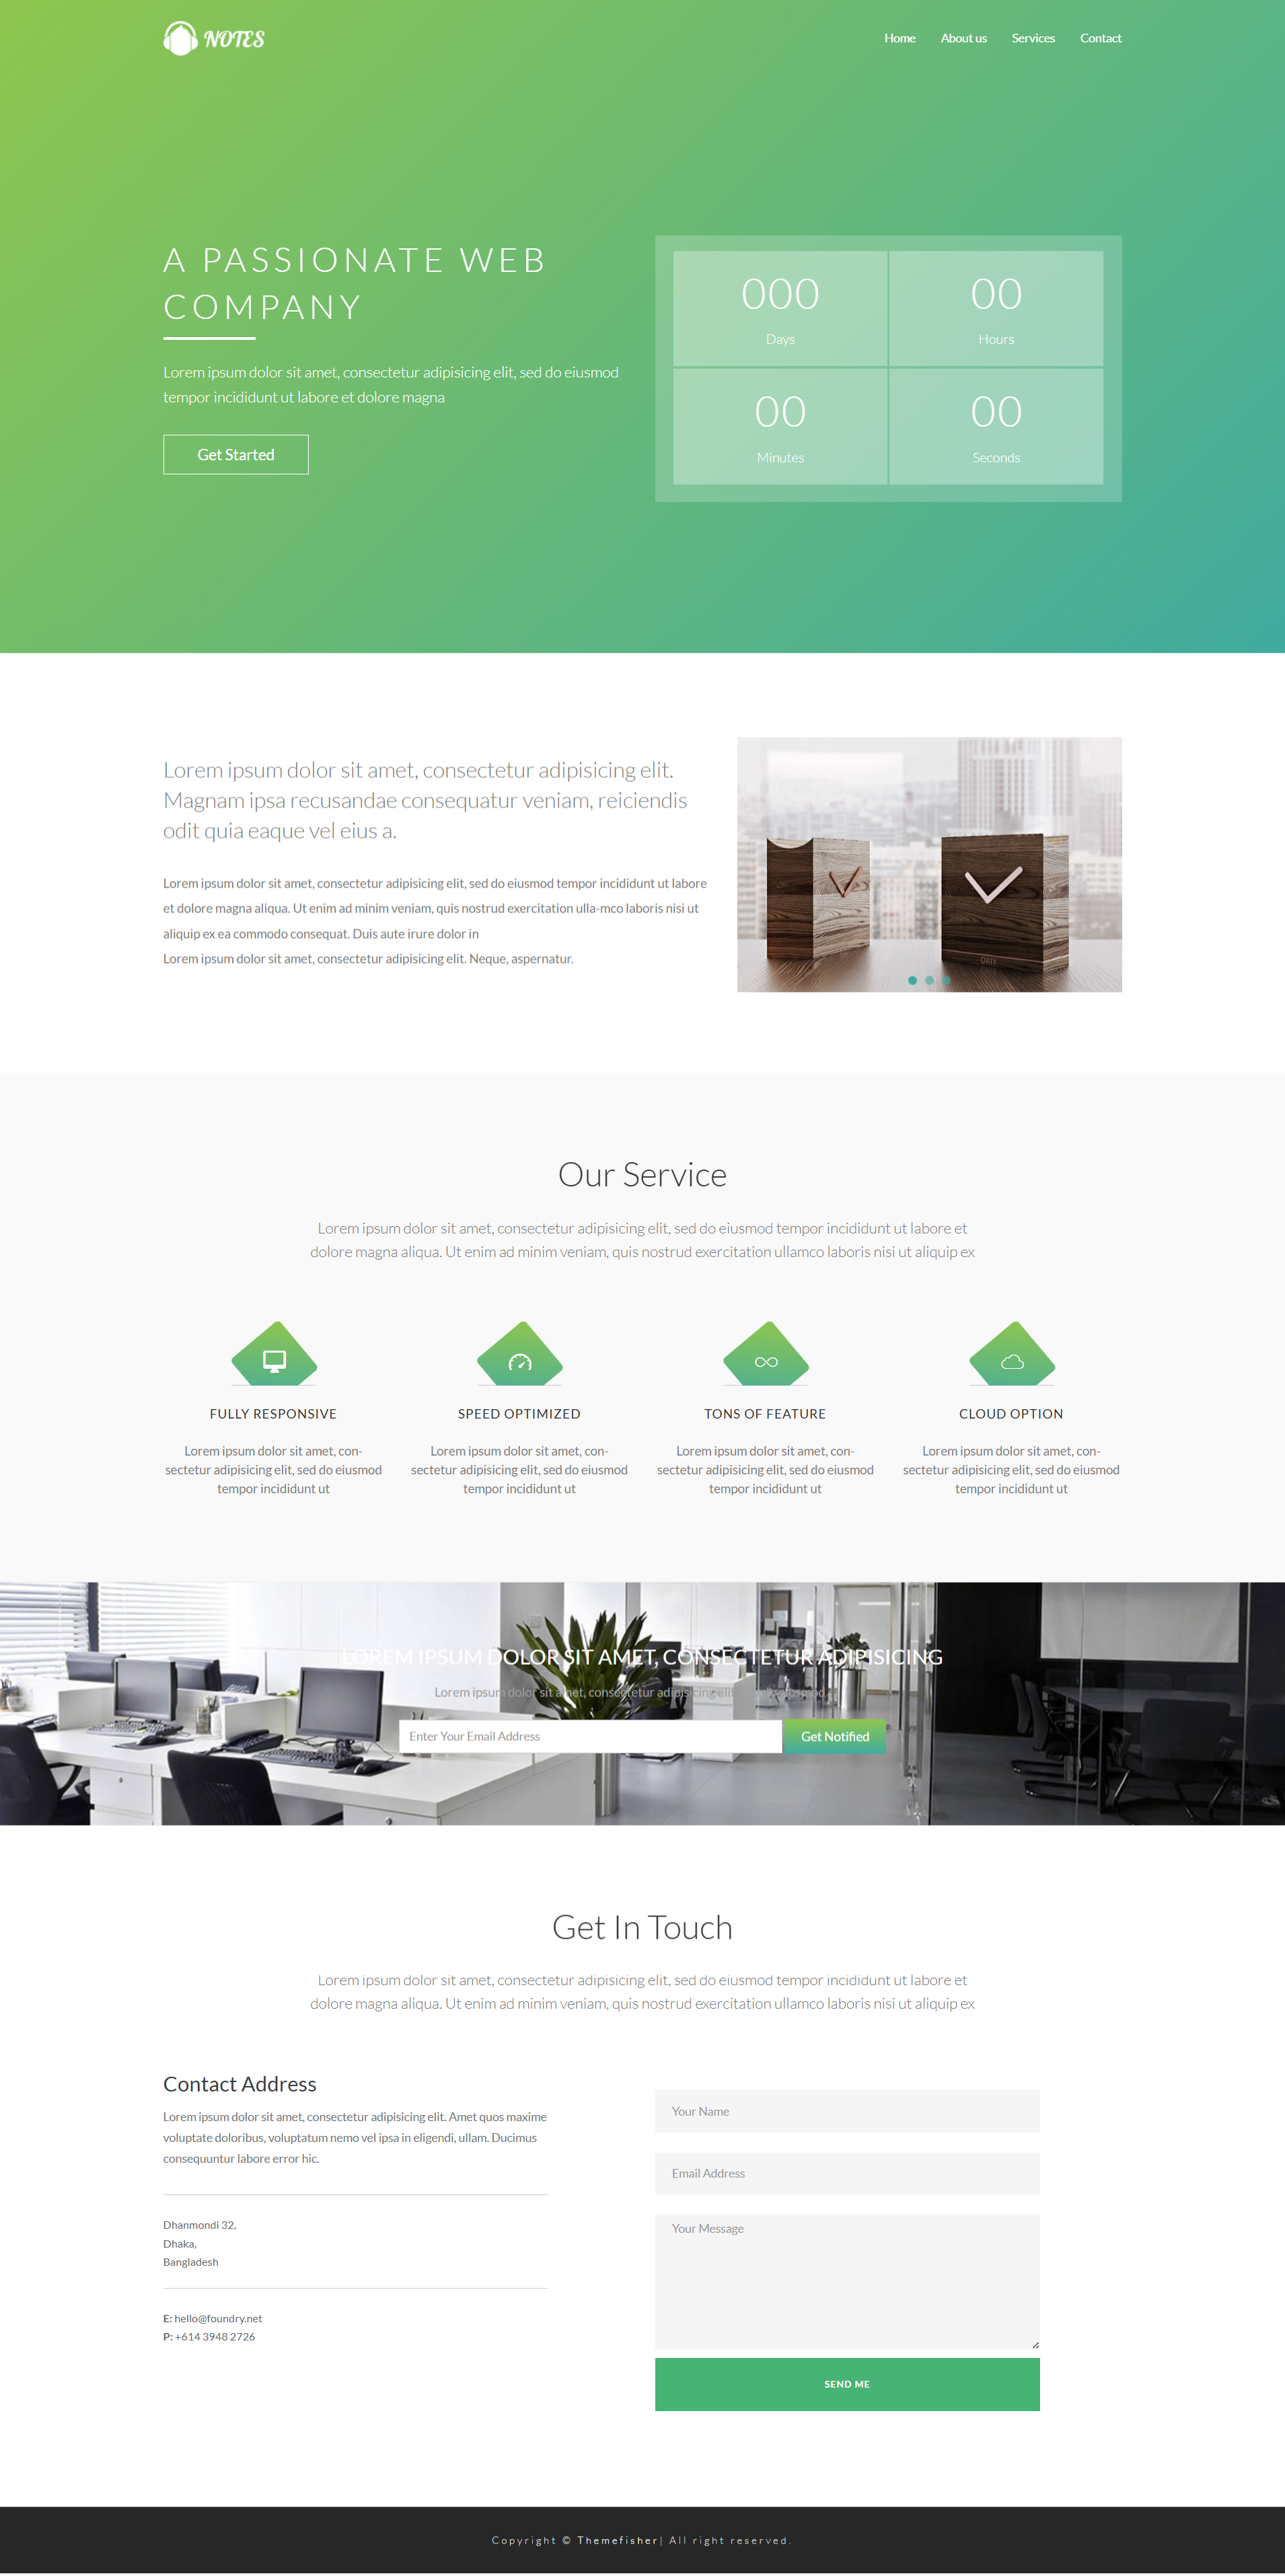 NOTES
Home About us Services Contact
A PASSIONATE WEB
COMPANY
Lorem ipsum dolor sit amet, consectetur adipisicing elit, sed do eiusmod
tempor incididunt ut labore et dolore magna
Get Started
000 00
Days Hours
00 00
Minutes Seconds
Lorem ipsum dolor sit amet, consectetur adipisicing elit.
Magnam ipsa recusandae consequatur veniam, reiciendis
odit quia eaque vel eius a.
Lorem ipsum dolor sit amet, consectetur adipisicing elit, sed do eiusmod tempor incididunt ut labore
et dolore magna aliqua. Ut enim ad minim veniam, quis nostrud exercitation ulla-mco laboris nisi ut
aliquip ex ea commodo consequat. Duis aute irure dolor in
Lorem ipsum dolor sit amet, consectetur adipisicing elit. Neque, aspernatur.
Our Service
Lorem ipsum dolor sit amet, consectetur adipisicing elit, sed do eiusmod tempor incididunt ut labore et
dolore magna aliqua. Ut enim ad minim veniam, quis nostrud exercitation ullamco laboris nisi ut aliquip ex
FULLY RESPONSIVE
Lorem ipsum dolor sit amet, con-
sectetur adipisicing elit, sed do eiusmod
tempor incididunt ut
SPEED OPTIMIZED
Lorem ipsum dolor sit amet, con-
sectetur adipisicing elit, sed do eiusmod
tempor incididunt ut
TONS OF FEATURE
Lorem ipsum dolor sit amet, con-
sectetur adipisicing elit, sed do eiusmod
tempor incididunt ut
CLOUD OPTION
Lorem ipsum dolor sit amet, con-
sectetur adipisicing elit, sed do eiusmod
tempor incididunt ut
LOREM IPSUM DOLOR SIT AMET, CONSECTETUR ADIPISICING
Lorem ipsum dolor sit amet, consectetur adipisicing elit
Enter Your Email Address
Get Notified
Get In Touch
Lorem ipsum dolor sit amet, consectetur adipisicing elit, sed do eiusmod tempor incididunt ut labore et
dolore magna aliqua. Ut enim ad minim veniam, quis nostrud exercitation ullamco laboris nisi ut aliquip ex
Contact Address
Lorem ipsum dolor sit amet, consectetur adipisicing elit. Amet quos maxime
voluptate doloribus, voluptatum nemo vel ipsa in eligendi, ullam. Ducimus
consequuntur labore error hic.
Dhanmondi 32,
Dhaka,
Bangladesh
E: hello@foundry.net
P: +614 3948 2726
Your Name
Email Address
Your Message
SEND ME
Copyright © Themefisher| All right reserved.